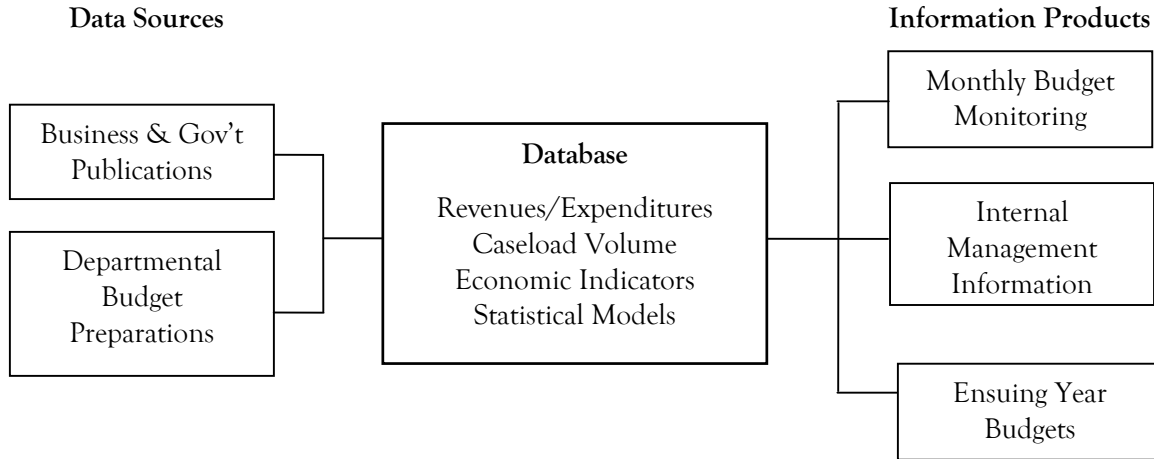 Data Sources
Information Products
Business & Gov't
Publications
Departmental
Budget
Preparations
Database
Revenues/Expenditures
Caseload Volume
Economic Indicators
Statistical Models
Monthly Budget
Monitoring
Internal
Management
Information
Ensuing Year
Budgets